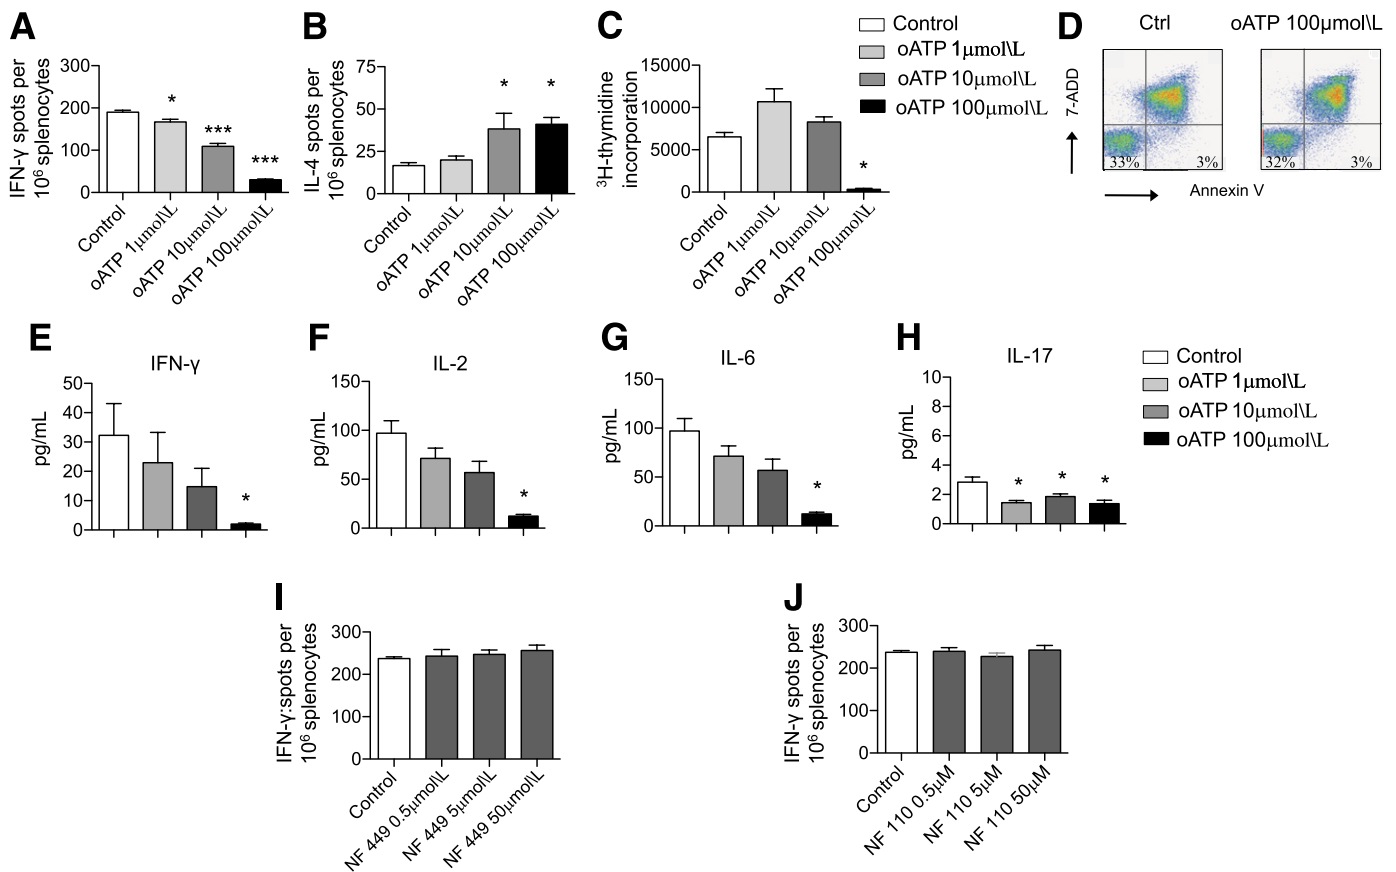 A
IFN-γ spots per
10⁶ splenocytes
300
200
100
0
*
***
***
Control
oATP 1μmol\L
oATP 10μmol\L
oATP 100μmol\L
B
IL-4 spots per
10⁶ splenocytes
75
50
25
0
*
*
Control
oATP 1μmol\L
oATP 10μmol\L
oATP 100μmol\L
C
³H-thymidine
incorporation
15000
10000
5000
0
*
Control
oATP 1μmol\L
oATP 10μmol\L
oATP 100μmol\L
Control
oATP 1μmol\L
oATP 10μmol\L
oATP 100μmol\L
D
Ctrl
oATP 100μmol\L
7-ADD
33%
3%
32%
3%
Annexin V
E
IFN-γ
pg/mL
50
40
30
20
10
0
*
F
IL-2
pg/mL
150
100
50
0
*
G
IL-6
pg/mL
150
100
50
0
*
H
IL-17
pg/mL
10
8
6
4
2
0
*
*
*
Control
oATP 1μmol\L
oATP 10μmol\L
oATP 100μmol\L
I
IFN-γ:spots per
10⁶ splenocytes
300
200
100
0
Control
NF 449 0.5μmol\L
NF 449 5μmol\L
NF 449 50μmol\L
J
IFN-γ spots per
10⁶ splenocytes
300
200
100
0
Control
NF 110 0.5μM
NF 110 5μM
NF 110 50μM